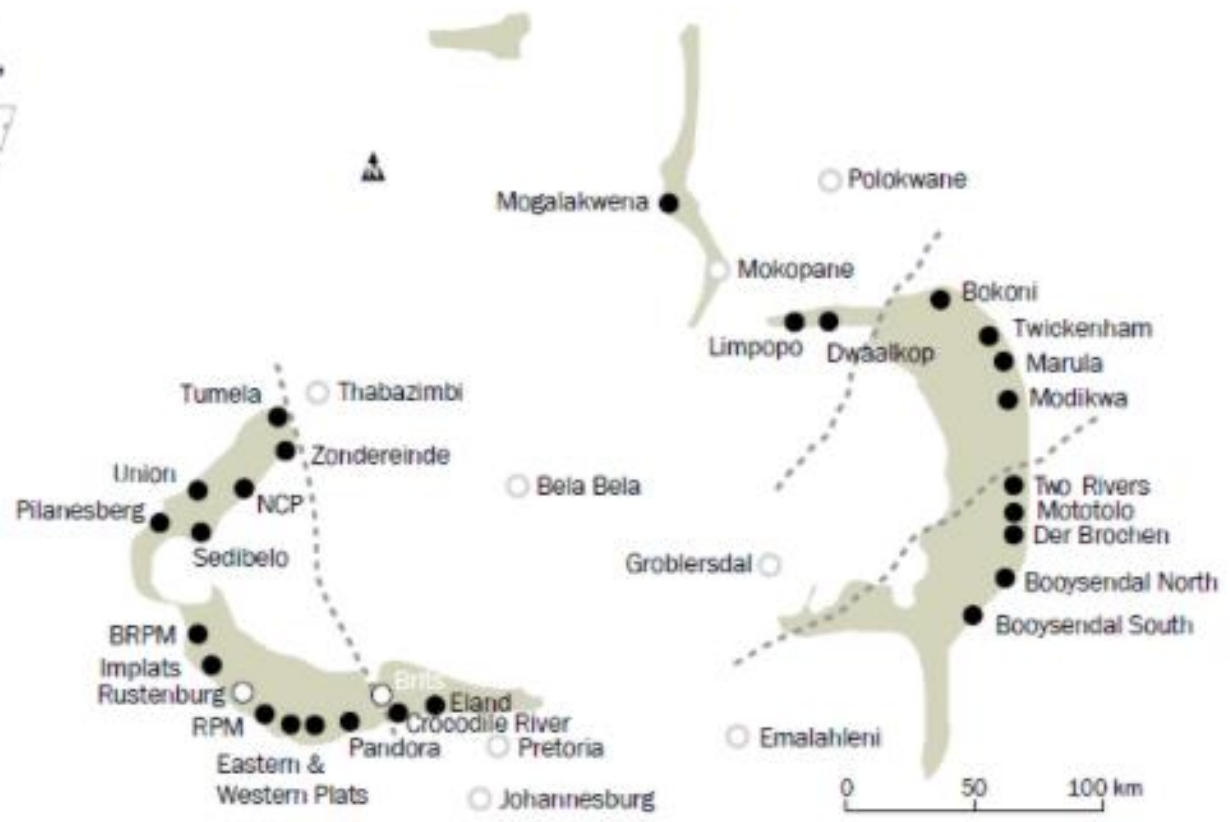 Polokwane
Mogalakwena
Mokopane
Bokoni
Twickenham
Limpopo
Dwaalkop
Marula
Modikwa
Tumela
Thabazimbi
Zondereinde
Union
Bela Bela
Two Rivers
NCP
Pilanesberg
Mototolo
Der Brochen
Sedibelo
Groblersdal
Booysendal North
Booysendal South
BRPM
Implats
Brits
Rustenburg
Eland
RPM
Crocodile River
Pandora
Pretoria
Emalahleni
Eastern &
Western Plats
Johannesburg
0 50 100 km
N